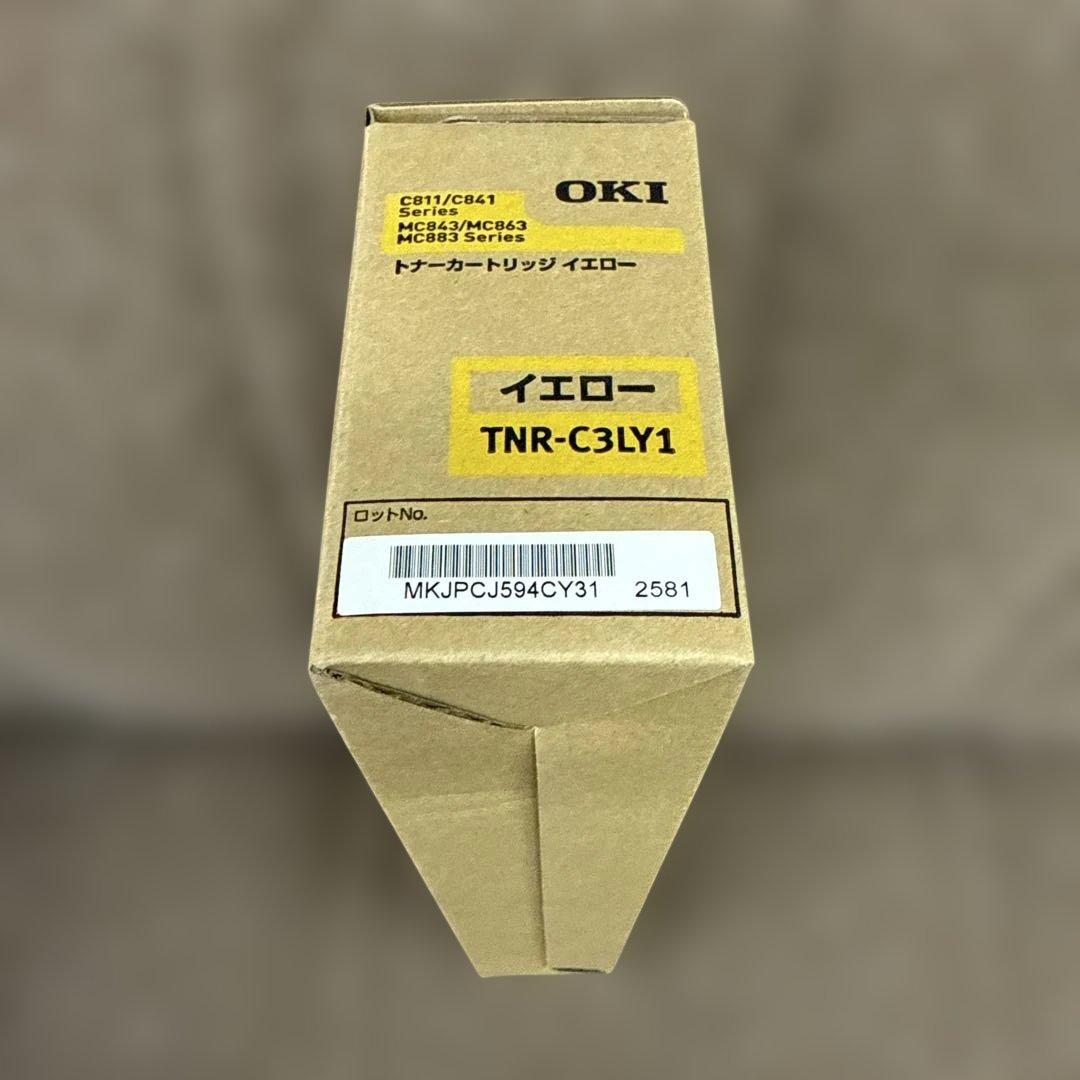 OKI
C811/C841
Series
MC843/MC863
MC883 Series
トナーカートリッジ イエロー
イエロー
TNR-C3LY1
ロットNo.
MKJPCJ594CY31 2581